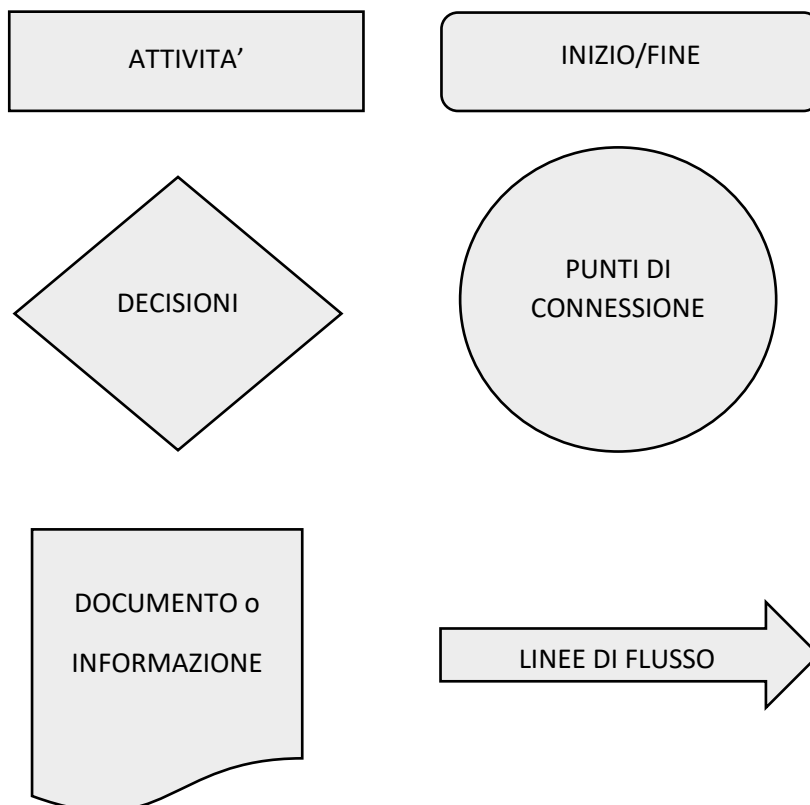 ATTIVITA’
INIZIO/FINE
DECISIONI
PUNTI DI
CONNESSIONE
DOCUMENTO o
INFORMAZIONE
LINEE DI FLUSSO